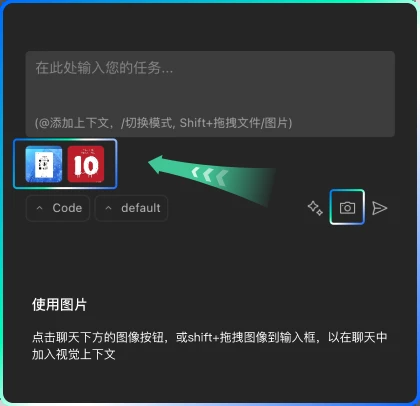 在此处输入您的任务...
(@添加上下文, /切换模式, Shift+拖拽文件/图片)
10
Code
default
使用图片
点击聊天下方的图像按钮，或shift+拖拽图像到输入框，以在聊天中
加入视觉上下文